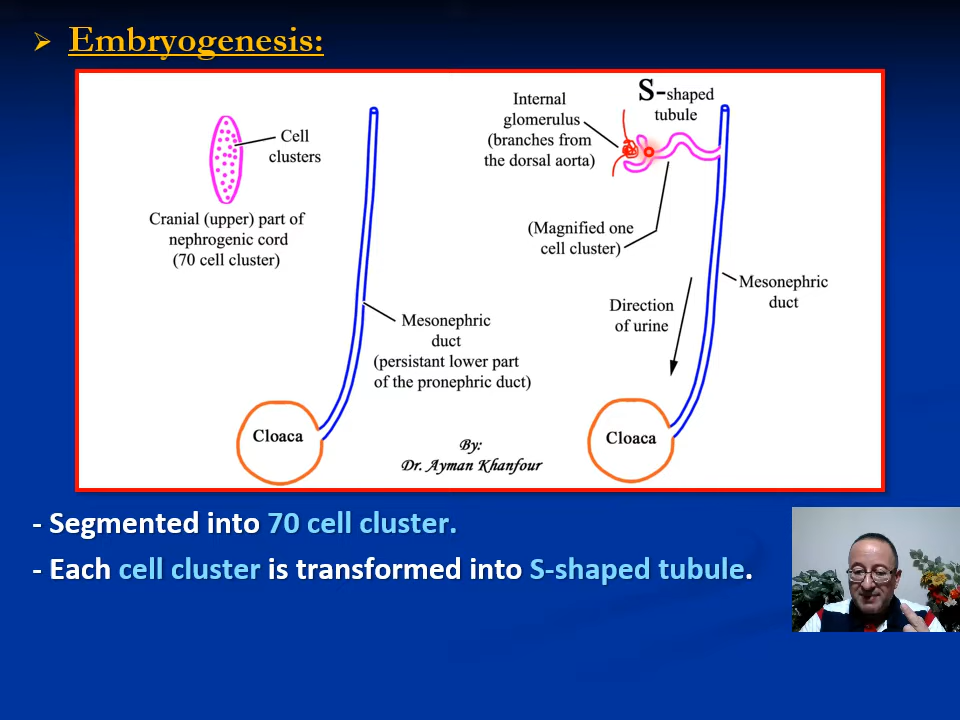 Embryogenesis:
Cell
clusters
Cranial (upper) part of
nephrogenic cord
(70 cell cluster)
Mesonephric
duct
(persistant lower part
of the pronephric duct)
Cloaca
By:
Dr. Ayman Khanfour
Internal
glomerulus
(branches from
the dorsal aorta)
S-shaped
tubule
(Magnified one
cell cluster)
Mesonephric
duct
Direction
of urine
Cloaca
- Segmented into 70 cell cluster.
- Each cell cluster is transformed into S-shaped tubule.